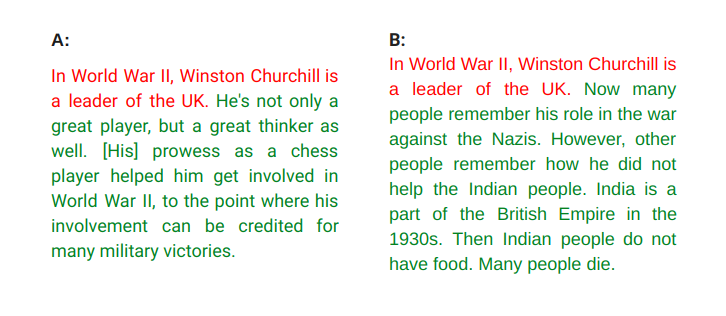 A:
In World War II, Winston Churchill is
a leader of the UK. He's not only a
great player, but a great thinker as
well. [His] prowess as a chess
player helped him get involved in
World War II, to the point where his
involvement can be credited for
many military victories.
B:
In World War II, Winston Churchill is
a leader of the UK. Now many
people remember his role in the war
against the Nazis. However, other
people remember how he did not
help the Indian people. India is a
part of the British Empire in the
1930s. Then Indian people do not
have food. Many people die.